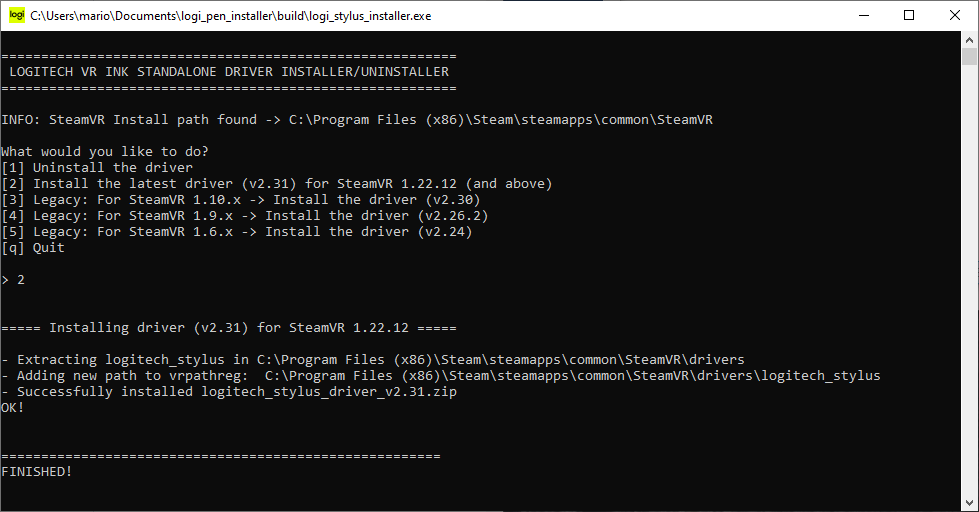 logi C:\Users\mario\Documents\logi_pen_installer\build\logi_stylus_installer.exe
=========================================================
LOGITECH VR INK STANDALONE DRIVER INSTALLER/UNINSTALLER
=========================================================
INFO: SteamVR Install path found -> C:\Program Files (x86)\Steam\steamapps\common\SteamVR
What would you like to do?
[1] Uninstall the driver
[2] Install the latest driver (v2.31) for SteamVR 1.22.12 (and above)
[3] Legacy: For SteamVR 1.10.x -> Install the driver (v2.30)
[4] Legacy: For SteamVR 1.9.x -> Install the driver (v2.26.2)
[5] Legacy: For SteamVR 1.6.x -> Install the driver (v2.24)
[q] Quit
> 2
===== Installing driver (v2.31) for SteamVR 1.22.12 =====
- Extracting logitech_stylus in C:\Program Files (x86)\Steam\steamapps\common\SteamVR\drivers
- Adding new path to vrpathreg:  C:\Program Files (x86)\Steam\steamapps\common\SteamVR\drivers\logitech_stylus
- Successfully installed logitech_stylus_driver_v2.31.zip
OK!
=======================================================
FINISHED!